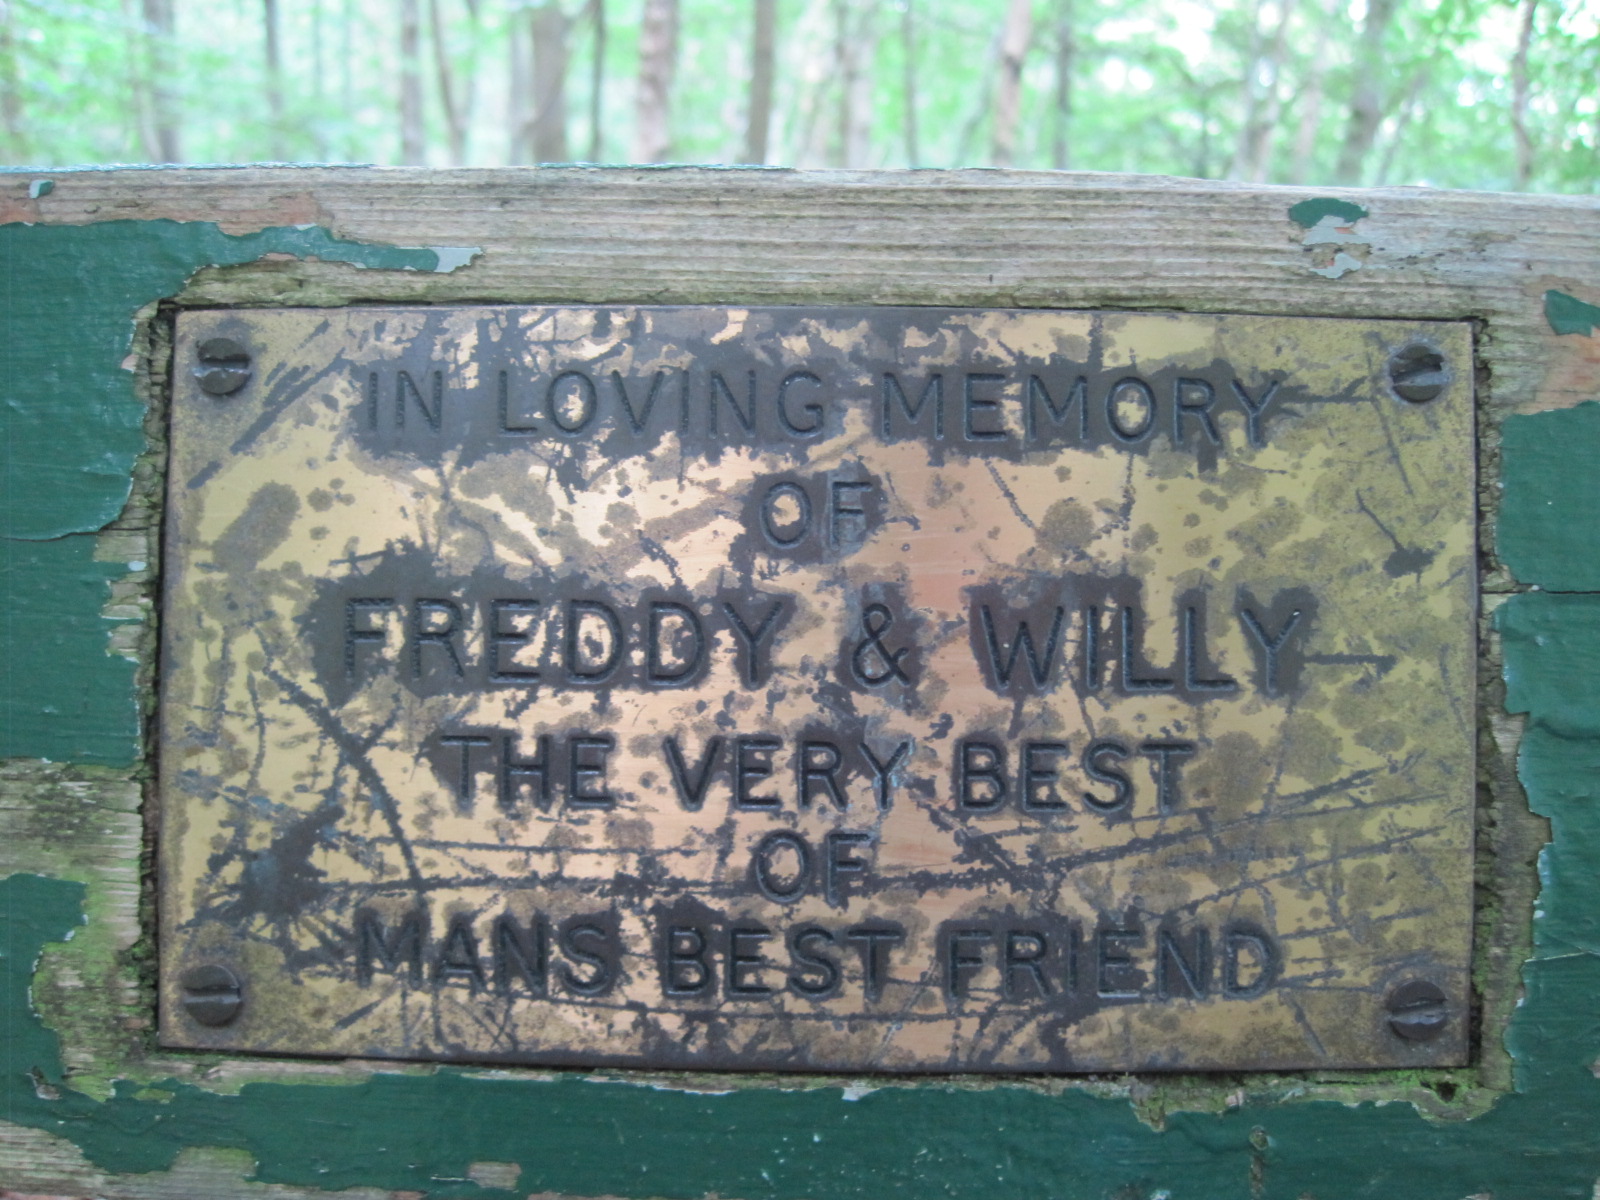 IN LOVING MEMORY
OF
FREDDY & WILLY
THE VERY BEST
OF
MANS BEST FRIEND